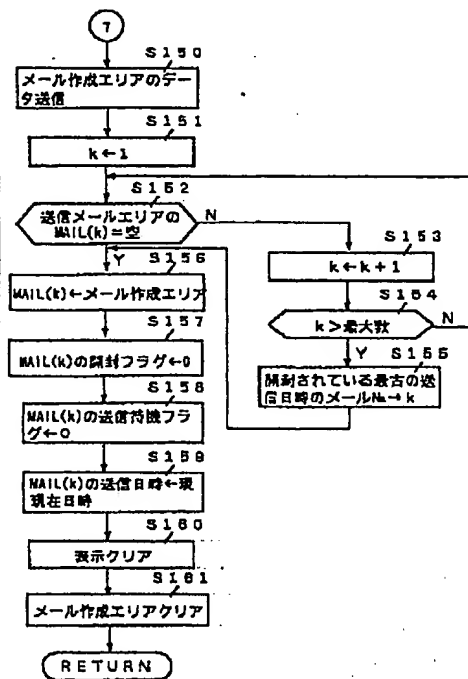 7
S150
メール作成エリアのデー
タ送信
S151
k←1
S152
送信メールエリアの
MAIL(k)=空
N
Y
S153
k←k+1
S154
k>最大数
N
Y
S155
開封されている最古の送
信日時のメール№→k
S156
MAIL(k)←メール作成エリア
S157
MAIL(k)の開封フラグ←0
S158
MAIL(k)の送信待機フラ
グ←0
S159
MAIL(k)の送信日時←現
現在日時
S160
表示クリア
S161
メール作成エリアクリア
RETURN